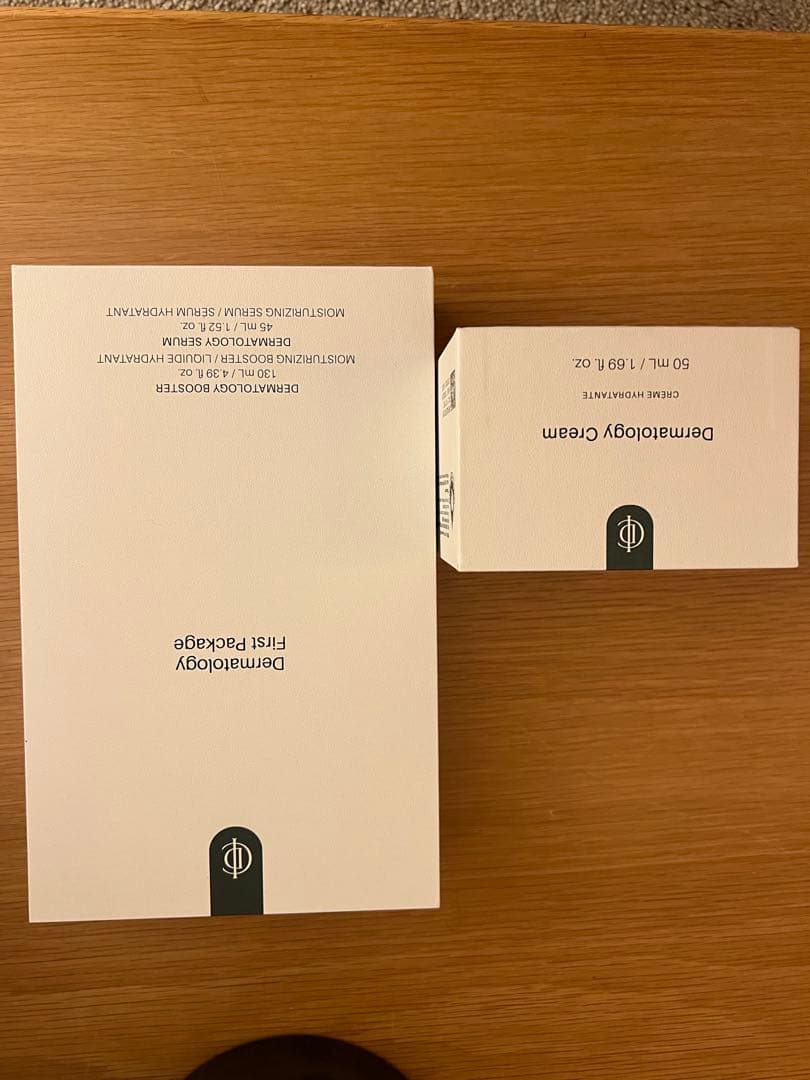 Dermatology
First Package
DERMATOLOGY BOOSTER
130 mL / 4.39 fl. oz.
MOISTURIZING BOOSTER / LIQUIDE HYDRATANT
DERMATOLOGY SERUM
45 mL / 1.52 fl. oz.
MOISTURIZING SERUM / SÉRUM HYDRATANT
Dermatology Cream
CRÈME HYDRATANTE
50 mL / 1.69 fl. oz.